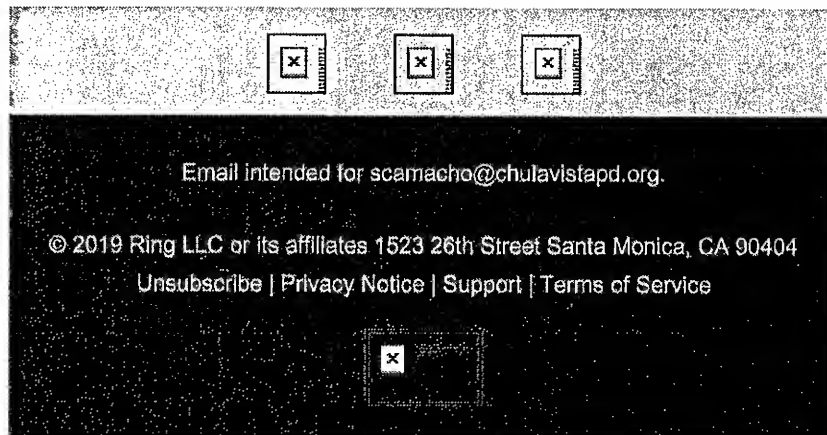 Email intended for scamacho@chulavistapd.org.
© 2019 Ring LLC or its affiliates 1523 26th Street Santa Monica, CA 90404
Unsubscribe | Privacy Notice | Support | Terms of Service